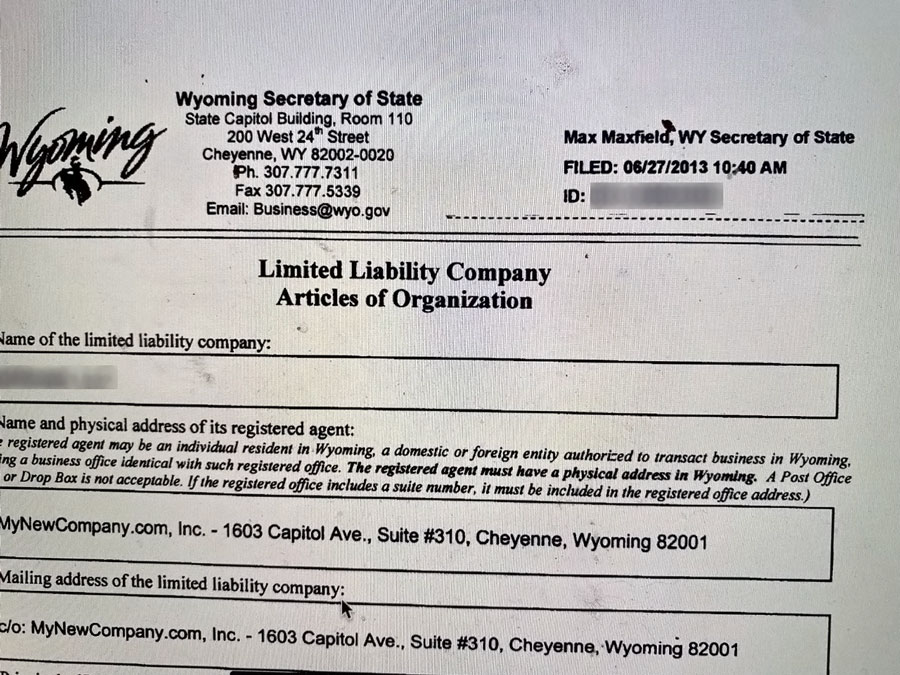 Wyoming
Wyoming Secretary of State
State Capitol Building, Room 110
200 West 24th Street
Cheyenne, WY 82002-0020
Ph. 307.777.7311
Fax 307.777.5339
Email: Business@wyo.gov
Max Maxfield, WY Secretary of State
FILED: 06/27/2013 10:40 AM
ID:
Limited Liability Company
Articles of Organization
Name of the limited liability company:
Name and physical address of its registered agent:
registered agent may be an individual resident in Wyoming, a domestic or foreign entity authorized to transact business in Wyoming,
a business office identical with such registered office. The registered agent must have a physical address in Wyoming. A Post Office
or Drop Box is not acceptable. If the registered office includes a suite number, it must be included in the registered office address.)
MyNewCompany.com, Inc. - 1603 Capitol Ave., Suite #310, Cheyenne, Wyoming 82001
Mailing address of the limited liability company:
c/o: MyNewCompany.com, Inc. - 1603 Capitol Ave., Suite #310, Cheyenne, Wyoming 82001